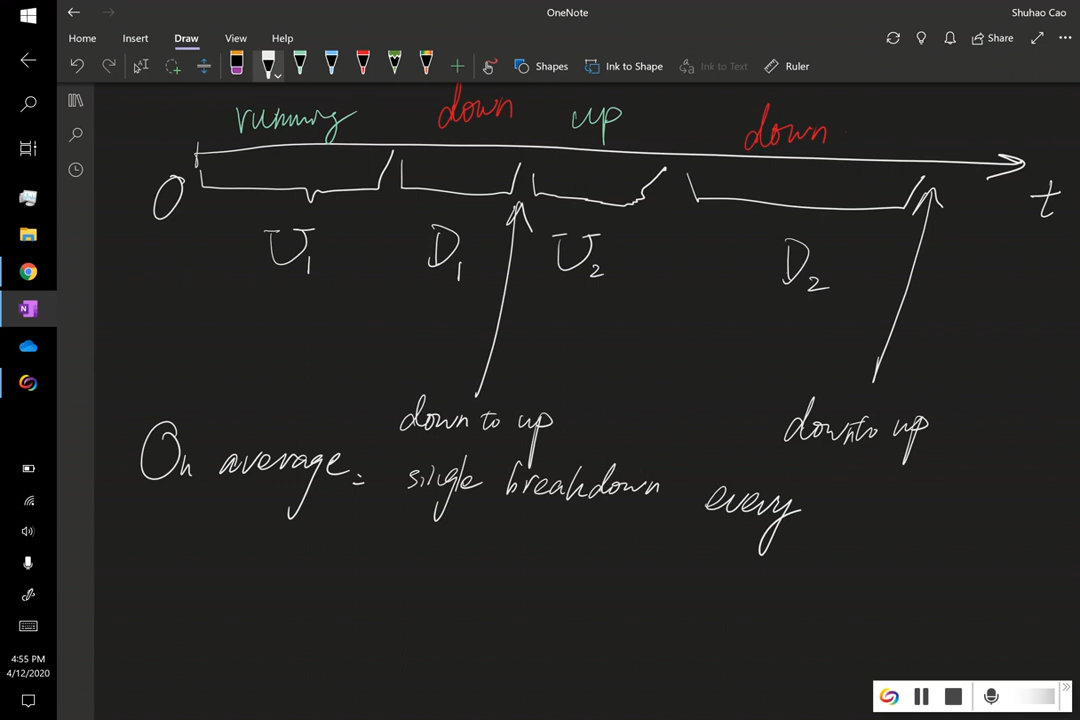 OneNote
Shuhao Cao
Home Insert Draw View Help
Share
Shapes Ink to Shape Ink to Text Ruler
running down up down
0 t
U1 D1 U2 D2
down to up down to up
On average: single breakdown every
4:55 PM
4/12/2020